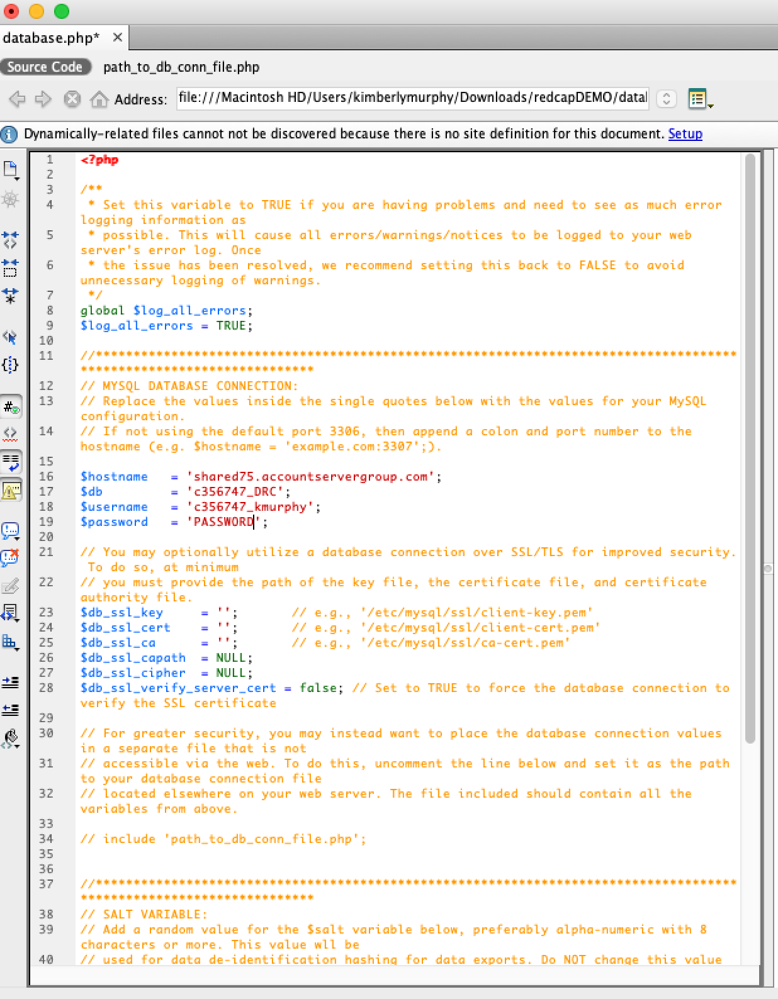 database.php*
Source Code path_to_db_conn_file.php
Address: file:///Macintosh HD/Users/kimberlymurphy/Downloads/redcapDEMO/datal
Dynamically-related files cannot not be discovered because there is no site definition for this document. Setup
1 <?php
2
3 /**
4  * Set this variable to TRUE if you are having problems and need to see as much error
logging information as
5  * possible. This will cause all errors/warnings/notices to be logged to your web
server's error log. Once
6  * the issue has been resolved, we recommend setting this back to FALSE to avoid
unnecessary logging of warnings.
7  */
8 global $log_all_errors;
9 $log_all_errors = TRUE;
10
11 //*************************************************************************************
*******************************
12 // MYSQL DATABASE CONNECTION:
13 // Replace the values inside the single quotes below with the values for your MySQL
configuration.
14 // If not using the default port 3306, then append a colon and port number to the
hostname (e.g. $hostname = 'example.com:3307';).
15
16 $hostname   = 'shared75.accountservergroup.com';
17 $db         = 'c356747_DRC';
18 $username   = 'c356747_kmurphy';
19 $password   = 'PASSWORD';
20
21 // You may optionally utilize a database connection over SSL/TLS for improved security.
To do so, at minimum
22 // you must provide the path of the key file, the certificate file, and certificate
authority file.
23 $db_ssl_key     = '';       // e.g., '/etc/mysql/ssl/client-key.pem'
24 $db_ssl_cert    = '';       // e.g., '/etc/mysql/ssl/client-cert.pem'
25 $db_ssl_ca      = '';       // e.g., '/etc/mysql/ssl/ca-cert.pem'
26 $db_ssl_capath  = NULL;
27 $db_ssl_cipher  = NULL;
28 $db_ssl_verify_server_cert = false; // Set to TRUE to force the database connection to
verify the SSL certificate
29
30 // For greater security, you may instead want to place the database connection values
in a separate file that is not
31 // accessible via the web. To do this, uncomment the line below and set it as the path
to your database connection file
32 // located elsewhere on your web server. The file included should contain all the
variables from above.
33
34 // include 'path_to_db_conn_file.php';
35
36
37 //*************************************************************************************
*******************************
38 // SALT VARIABLE:
39 // Add a random value for the $salt variable below, preferably alpha-numeric with 8
characters or more. This value wll be
40 // used for data de-identification hashing for data exports. Do NOT change this value